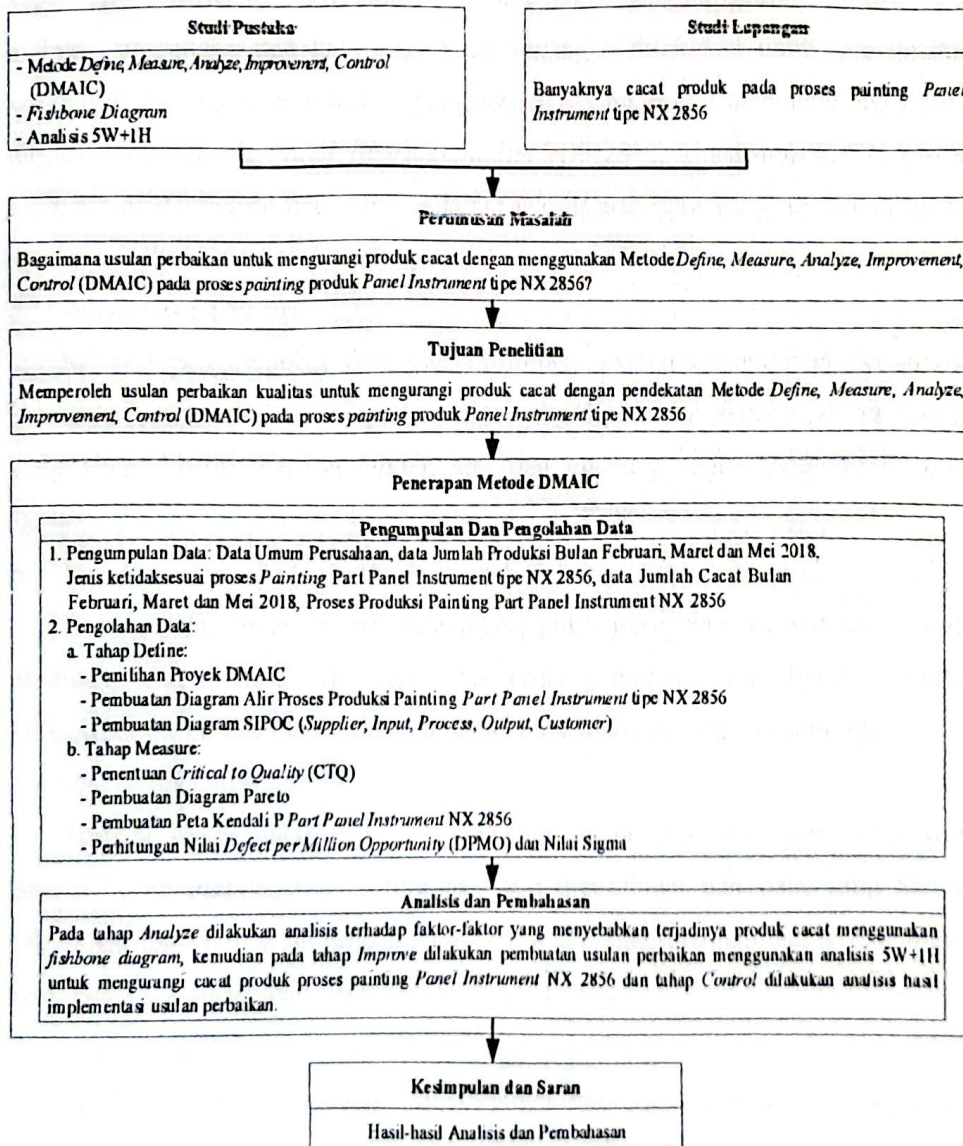 Studi Pustaka
- Metode Define, Measure, Analyze, Improvement, Control
(DMAIC)
- Fishbone Diagram
- Analisis 5W+1H
Studi Lapangan
Banyaknya cacat produk pada proses painting Panel
Instrument tipe NX 2856
Perumusan Masalah
Bagaimana usulan perbaikan untuk mengurangi produk cacat dengan menggunakan Metode Define, Measure, Analyze, Improvement,
Control (DMAIC) pada proses painting produk Panel Instrument tipe NX 2856?
Tujuan Penelitian
Memperoleh usulan perbaikan kualitas untuk mengurangi produk cacat dengan pendekatan Metode Define, Measure, Analyze,
Improvement, Control (DMAIC) pada proses painting produk Panel Instrument tipe NX 2856
Penerapan Metode DMAIC
Pengumpulan Dan Pengolahan Data
1. Pengumpulan Data: Data Umum Perusahaan, data Jumlah Produksi Bulan Februari, Maret dan Mei 2018,
Jenis ketidaksesuai proses Painting Part Panel Instrument tipe NX 2856, data Jumlah Cacat Bulan
Februari, Maret dan Mei 2018, Proses Produksi Painting Part Panel Instrument NX 2856
2. Pengolahan Data:
a. Tahap Define:
- Pemilihan Proyek DMAIC
- Pembuatan Diagram Alir Proses Produksi Painting Part Panel Instrument tipe NX 2856
- Pembuatan Diagram SIPOC (Supplier, Input, Process, Output, Customer)
b. Tahap Measure:
- Penentuan Critical to Quality (CTQ)
- Pembuatan Diagram Pareto
- Pembuatan Peta Kendali P Part Panel Instrument NX 2856
- Perhitungan Nilai Defect per Million Opportunity (DPMO) dan Nilai Sigma
Analisis dan Pembahasan
Pada tahap Analyze dilakukan analisis terhadap faktor-faktor yang menyebabkan terjadinya produk cacat menggunakan
fishbone diagram, kemudian pada tahap Improve dilakukan pembuatan usulan perbaikan menggunakan analisis 5W+1H
untuk mengurangi cacat produk proses painting Panel Instrument NX 2856 dan tahap Control dilakukan analisis hasil
implementasi usulan perbaikan.
Kesimpulan dan Saran
Hasil-hasil Analisis dan Pembahasan